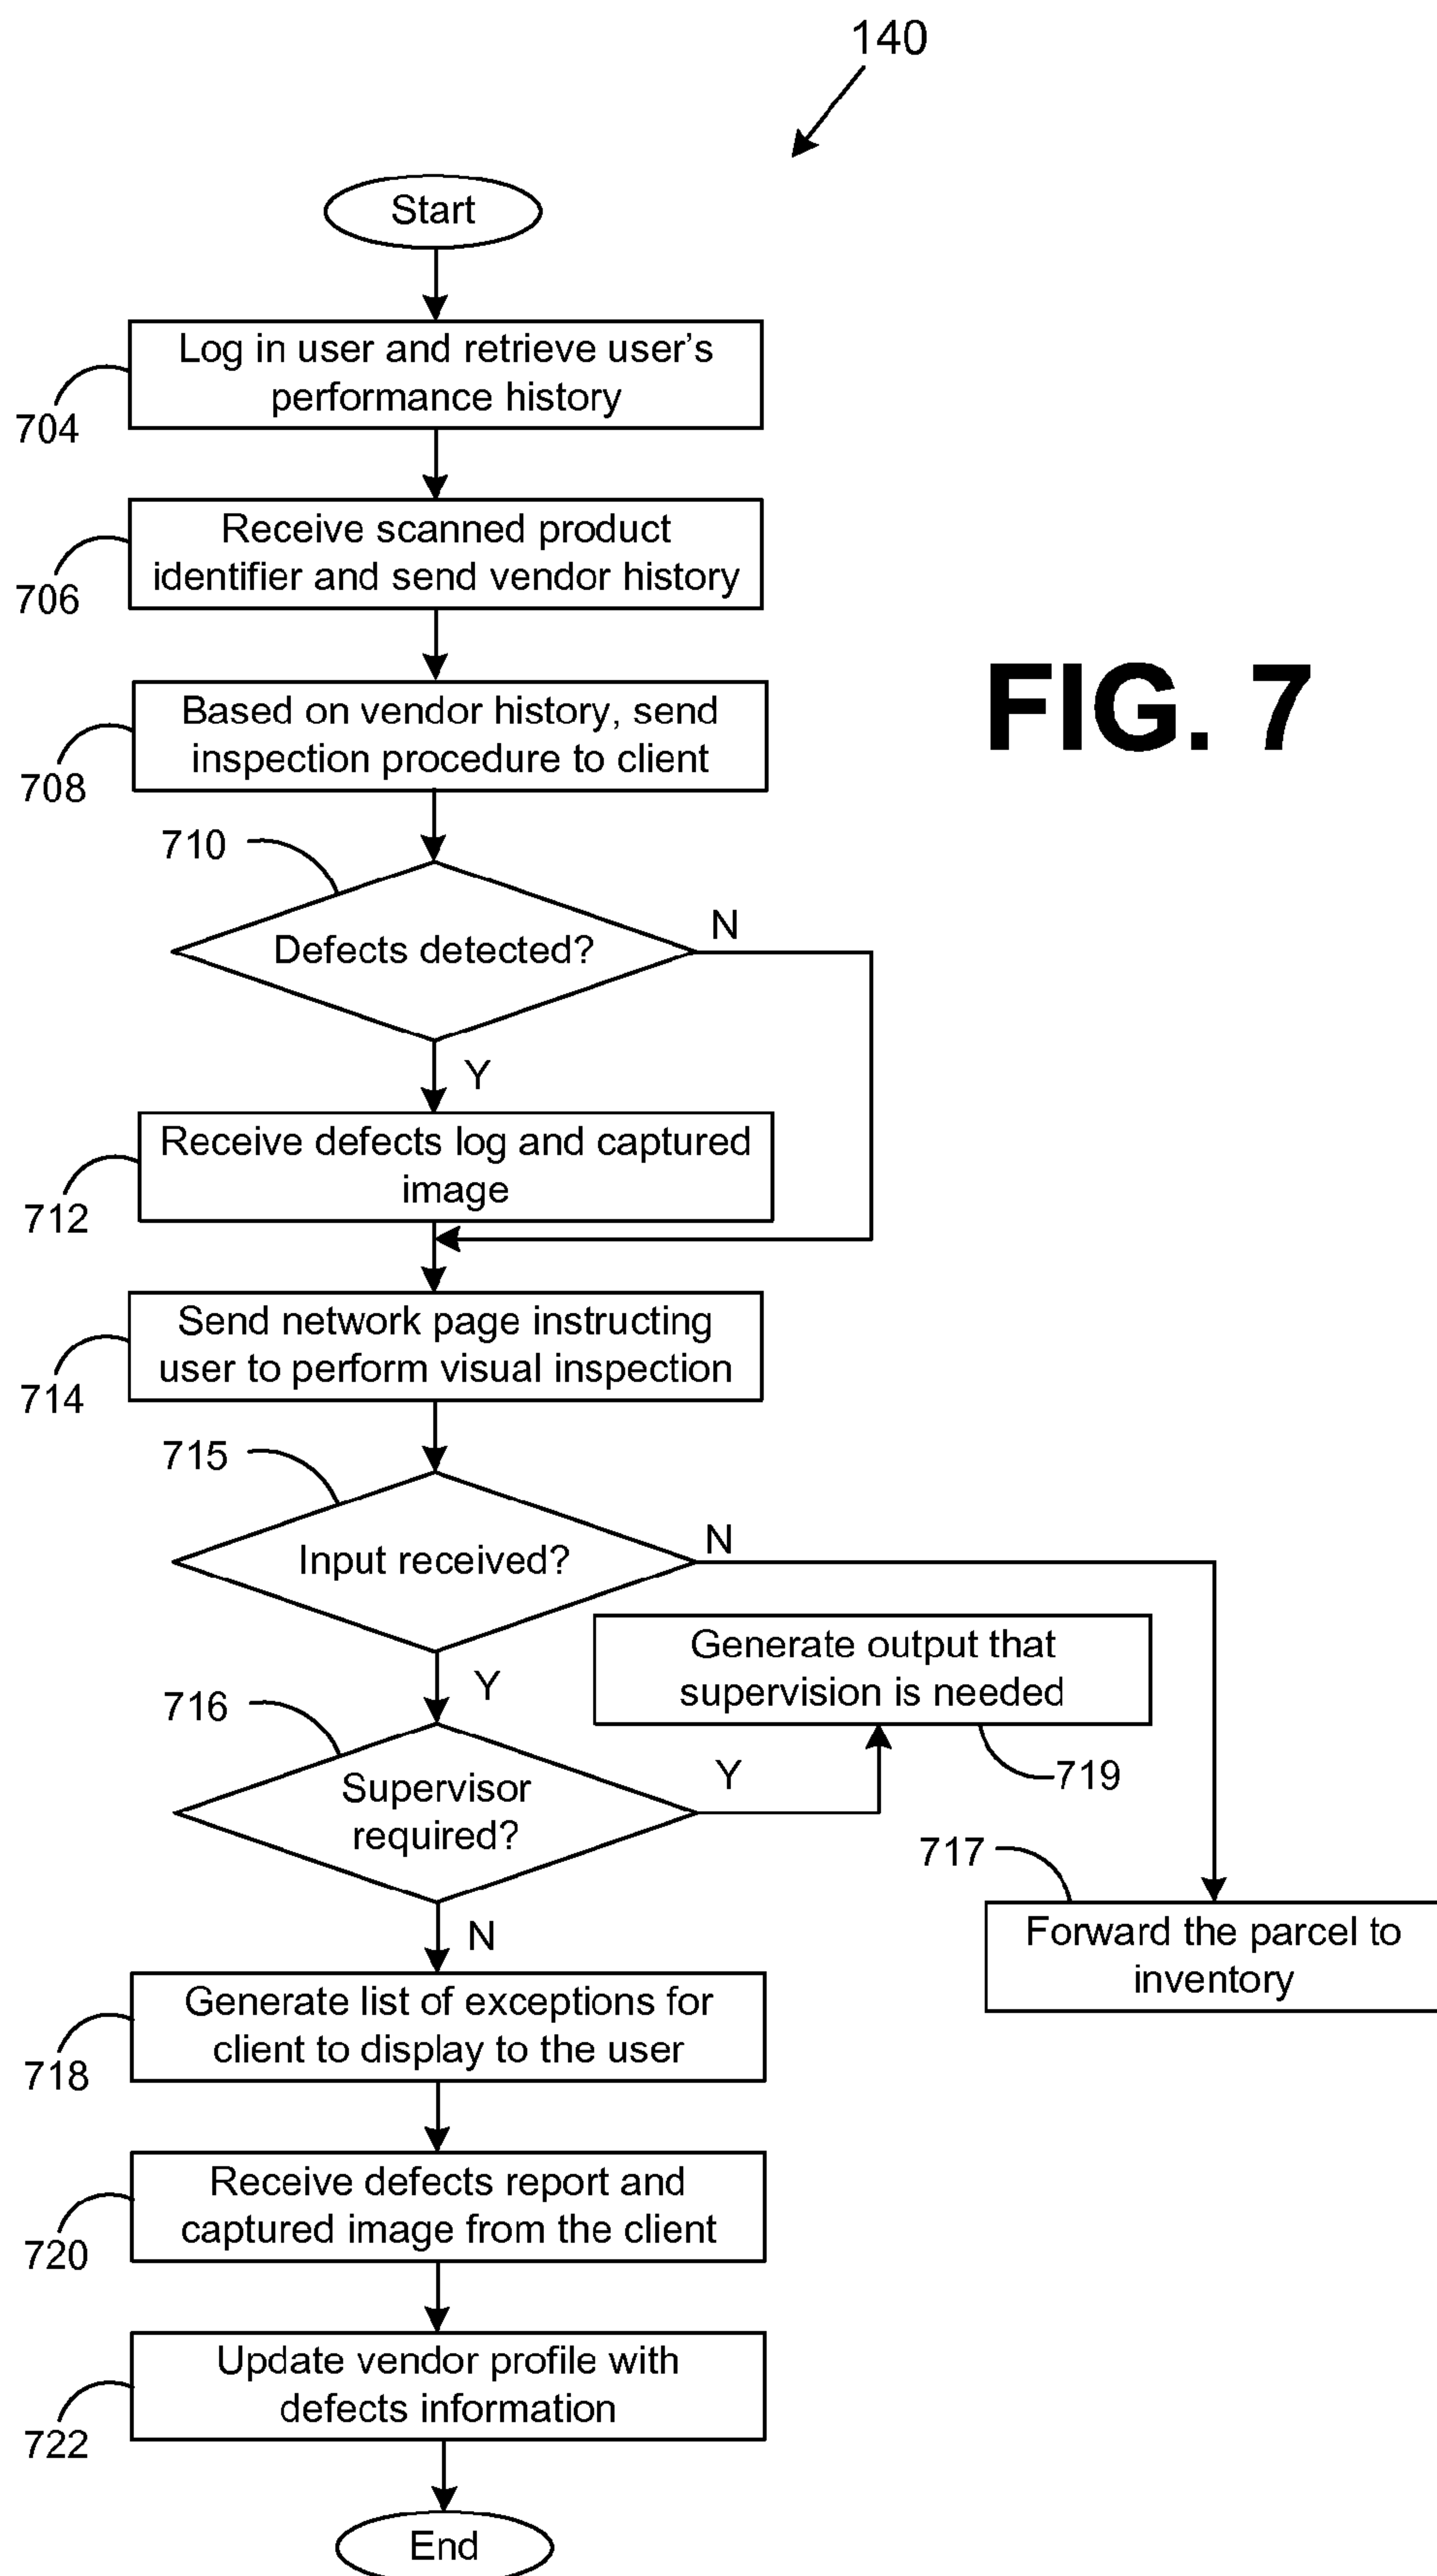 140
Start
Log in user and retrieve user's
performance history
704
Receive scanned product
identifier and send vendor history
706
FIG. 7
Based on vendor history, send
inspection procedure to client
708
710
N
Defects detected?
Y
Receive defects log and captured
image
712
Send network page instructing
user to perform visual inspection
714
715
N
Input received?
Generate output that
supervision is needed
Y
716
719
Y
Supervisor
required?
717
N
Forward the parcel to
inventory
Generate list of exceptions for
client to display to the user
718
Receive defects report and
captured image from the client
720
Update vendor profile with
defects information
722
End